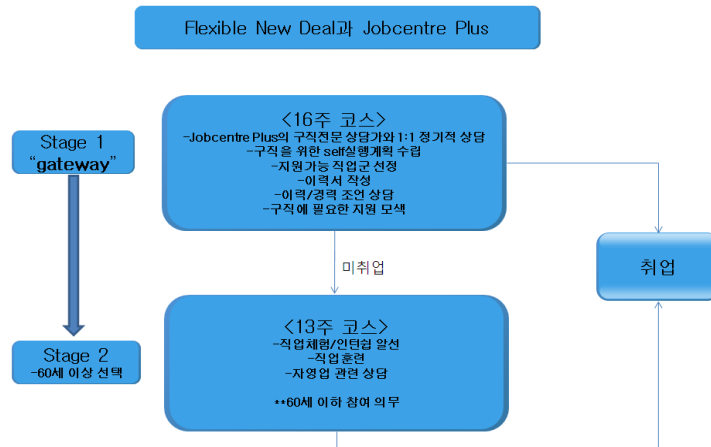 Flexible New Deal과 Jobcentre Plus
Stage 1
“gateway”
<16주 코스>
-Jobcentre Plus의 구직전문 상담가와 1:1 정기적 상담
-구직을 위한 self실행계획 수립
-지원가능 직업군 선정
-이력서 작성
-이력/경력 조언 상담
-구직에 필요한 지원 모색
취업
미취업
Stage 2
-60세 이상 선택
<13주 코스>
-직업체험/인턴쉽 알선
-직업훈련
-자영업 관련 상담
**60세 이하 참여 의무